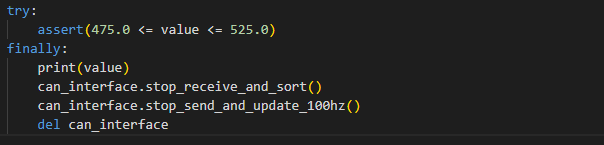 try:
    assert(475.0 <= value <= 525.0)
finally:
    print(value)
    can_interface.stop_receive_and_sort()
    can_interface.stop_send_and_update_100hz()
    del can_interface